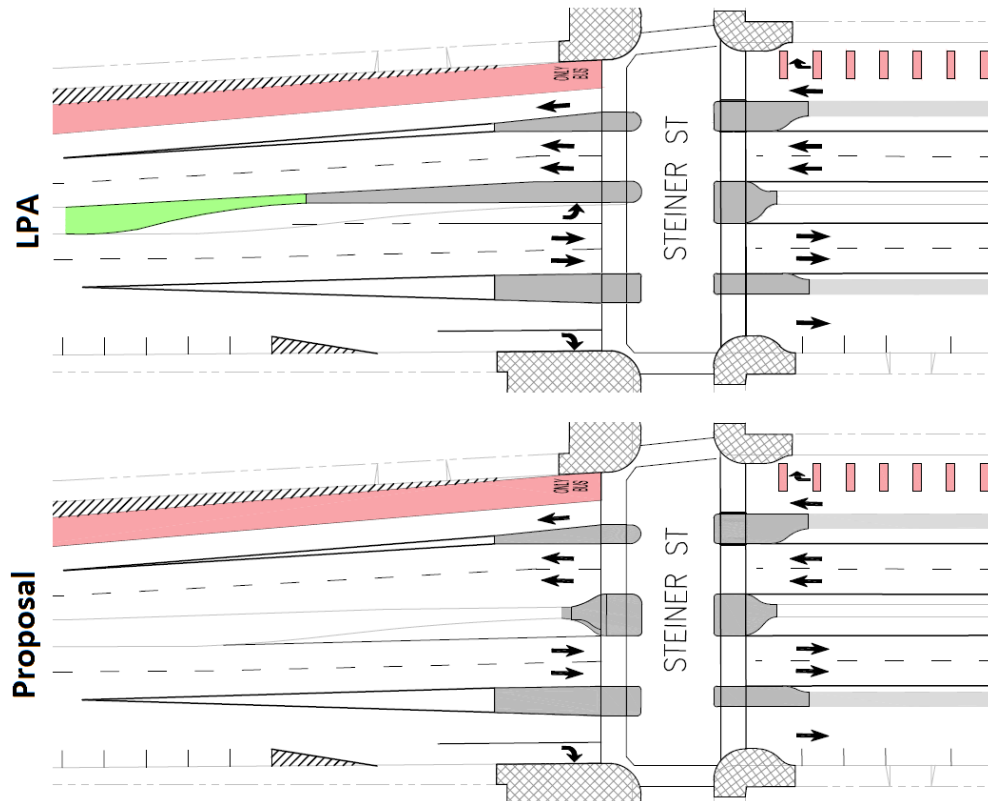 LPA
ONLY
BUS
STEINER ST
Proposal
ONLY
BUS
STEINER ST